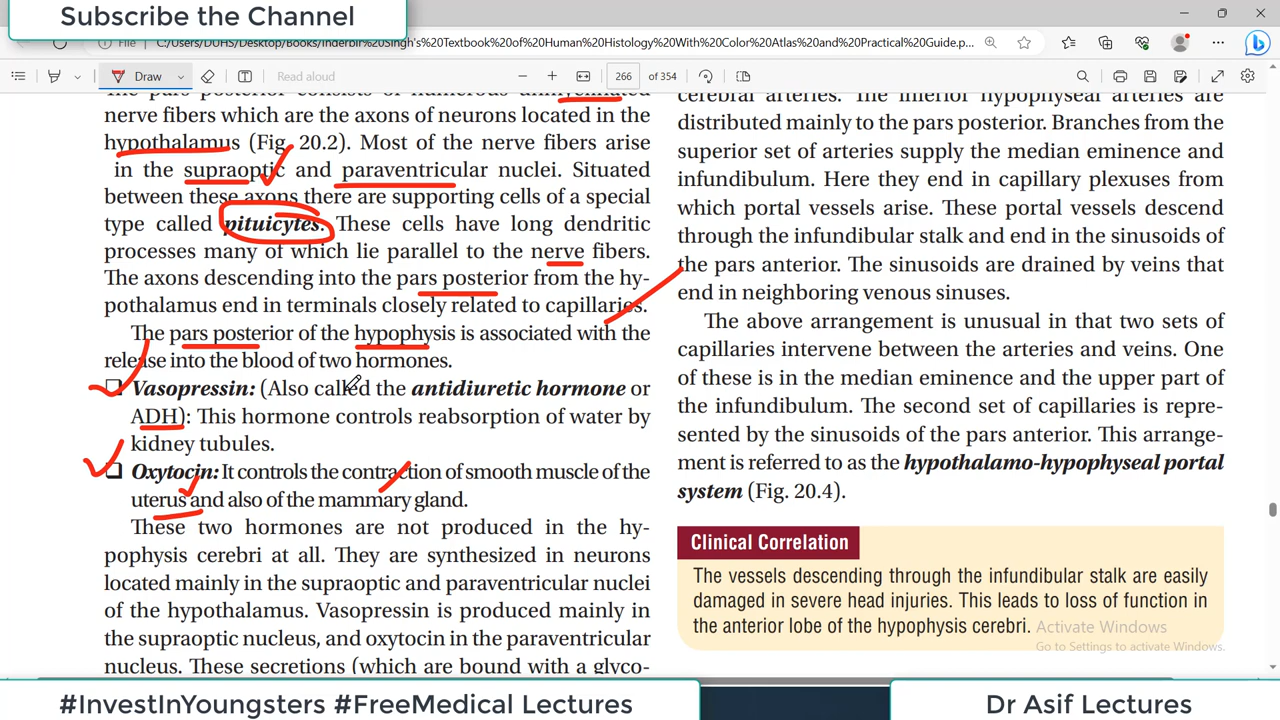 Subscribe the Channel
File
C:/Users/DUHS/Desktop/Books/Inderbir%20Singh's%20Textbook%20of%20Human%20Histology%20With%20Color%20Atlas%20and%20Practical%20Guide.p...
Draw
Read aloud
266
of 354
The pars posterior consists of numerous unmyelinated
nerve fibers which are the axons of neurons located in the
hypothalamus (Fig. 20.2). Most of the nerve fibers arise
in the supraoptic and paraventricular nuclei. Situated
between these axons there are supporting cells of a special
type called pituicytes. These cells have long dendritic
processes many of which lie parallel to the nerve fibers.
The axons descending into the pars posterior from the hy-
pothalamus end in terminals closely related to capillaries.
The pars posterior of the hypophysis is associated with the
release into the blood of two hormones.
❑ Vasopressin: (Also called the antidiuretic hormone or
ADH): This hormone controls reabsorption of water by
kidney tubules.
❑ Oxytocin: It controls the contraction of smooth muscle of the
uterus and also of the mammary gland.
These two hormones are not produced in the hy-
pophysis cerebri at all. They are synthesized in neurons
located mainly in the supraoptic and paraventricular nuclei
of the hypothalamus. Vasopressin is produced mainly in
the supraoptic nucleus, and oxytocin in the paraventricular
nucleus. These secretions (which are bound with a glyco-
cerebral arteries. The inferior hypophyseal arteries are
distributed mainly to the pars posterior. Branches from the
superior set of arteries supply the median eminence and
infundibulum. Here they end in capillary plexuses from
which portal vessels arise. These portal vessels descend
through the infundibular stalk and end in the sinusoids of
the pars anterior. The sinusoids are drained by veins that
end in neighboring venous sinuses.
The above arrangement is unusual in that two sets of
capillaries intervene between the arteries and veins. One
of these is in the median eminence and the upper part of
the infundibulum. The second set of capillaries is repre-
sented by the sinusoids of the pars anterior. This arrange-
ment is referred to as the hypothalamo-hypophyseal portal
system (Fig. 20.4).
Clinical Correlation
The vessels descending through the infundibular stalk are easily
damaged in severe head injuries. This leads to loss of function in
the anterior lobe of the hypophysis cerebri.
Activate Windows
Go to Settings to activate Windows.
#InvestInYoungsters #FreeMedical Lectures
Dr Asif Lectures